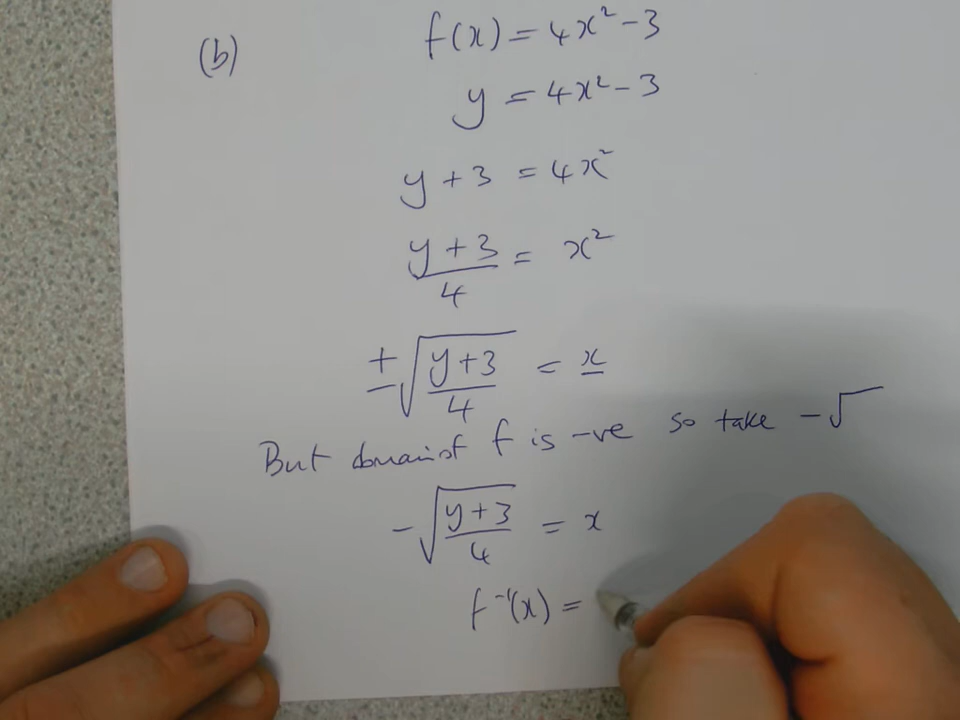 (b) f(x) = 4x² - 3
y = 4x² - 3
y + 3 = 4x²
y + 3 / 4 = x²
± √(y + 3 / 4) = x
But domain of f is -ve so take -√
- √(y + 3 / 4) = x
f⁻¹(x) =